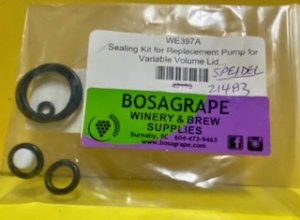 WE397A
Sealing Kit for Replacement Pump for
Variable Volume Lid...
SPEIDEL
21483
BOSAGRAPE
WINERY & BREW
SUPPLIES
Burnaby, BC 604-473-9463
www.bosagrape.com